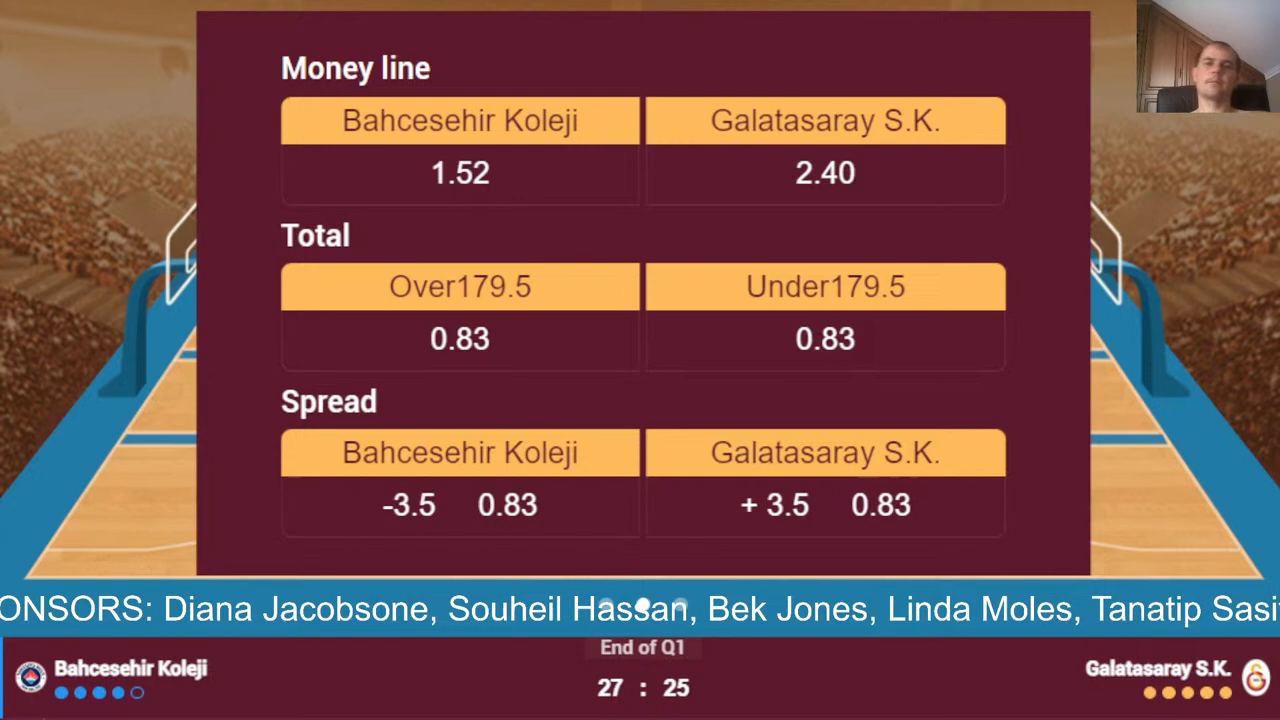 Money line
Bahcesehir Koleji Galatasaray S.K.
1.52 2.40
Total
Over179.5 Under179.5
0.83 0.83
Spread
Bahcesehir Koleji Galatasaray S.K.
-3.5 0.83 + 3.5 0.83
ONSORS: Diana Jacobsone, Souheil Hassan, Bek Jones, Linda Moles, Tanatip Sasi
End of Q1
Bahcesehir Koleji 27 : 25 Galatasaray S.K.